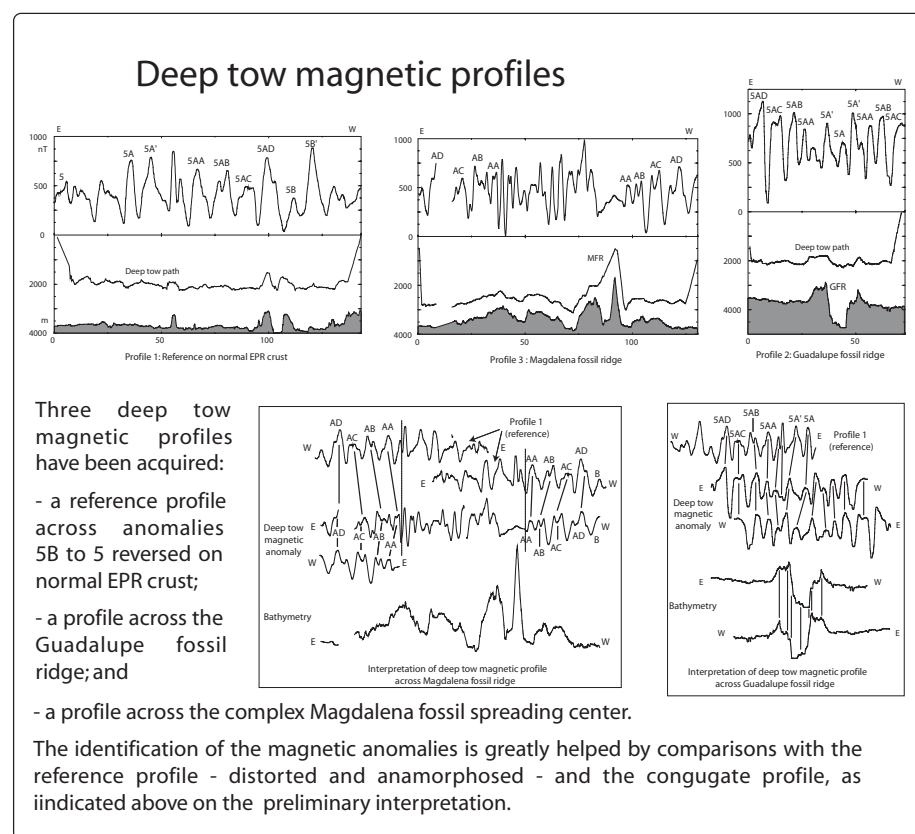 Deep tow magnetic profiles
E W
1000
nT
500
0
2000
m
4000
0 50 100
5 5A 5A' 5AA 5AB 5AC 5AD 5B 5B'
Deep tow path
Profile 1: Reference on normal EPR crust
E W
1000
500
0
2000
4000
0 50 100
AD AC AB AA AA AB AC AD
MFR
Profile 3 : Magdalena fossil ridge
E W
1000
500
0
2000
4000
0 50
5AD 5AC 5AB 5AA 5A' 5A 5A' 5AA 5AB 5AC
Deep tow path
GFR
Profile 2: Guadalupe fossil ridge
Three deep tow
magnetic profiles
have been acquired:
- a reference profile
across anomalies
5B to 5 reversed on
normal EPR crust;
- a profile across the
Guadalupe fossil
ridge; and
- a profile across the complex Magdalena fossil spreading center.
AD AC AB AA
W E
Profile 1
(reference)
E W
AA AB AC AD B
Deep tow
magnetic
anomaly
E W
AD AC AB AA
AA AB AC AD B
W E
Bathymetry
E W
Interpretation of deep tow magnetic profile
across Magdalena fossil ridge
5AD 5AC 5AB 5AA 5A' 5A
W E
Profile 1
(reference)
E W
Deep tow
magnetic
anomaly
W E
E W
Bathymetry
W E
Interpretation of deep tow magnetic profile
across Guadalupe fossil ridge
The identification of the magnetic anomalies is greatly helped by comparisons with the
reference profile - distorted and anamorphosed - and the congugate profile, as
iindicated above on the preliminary interpretation.